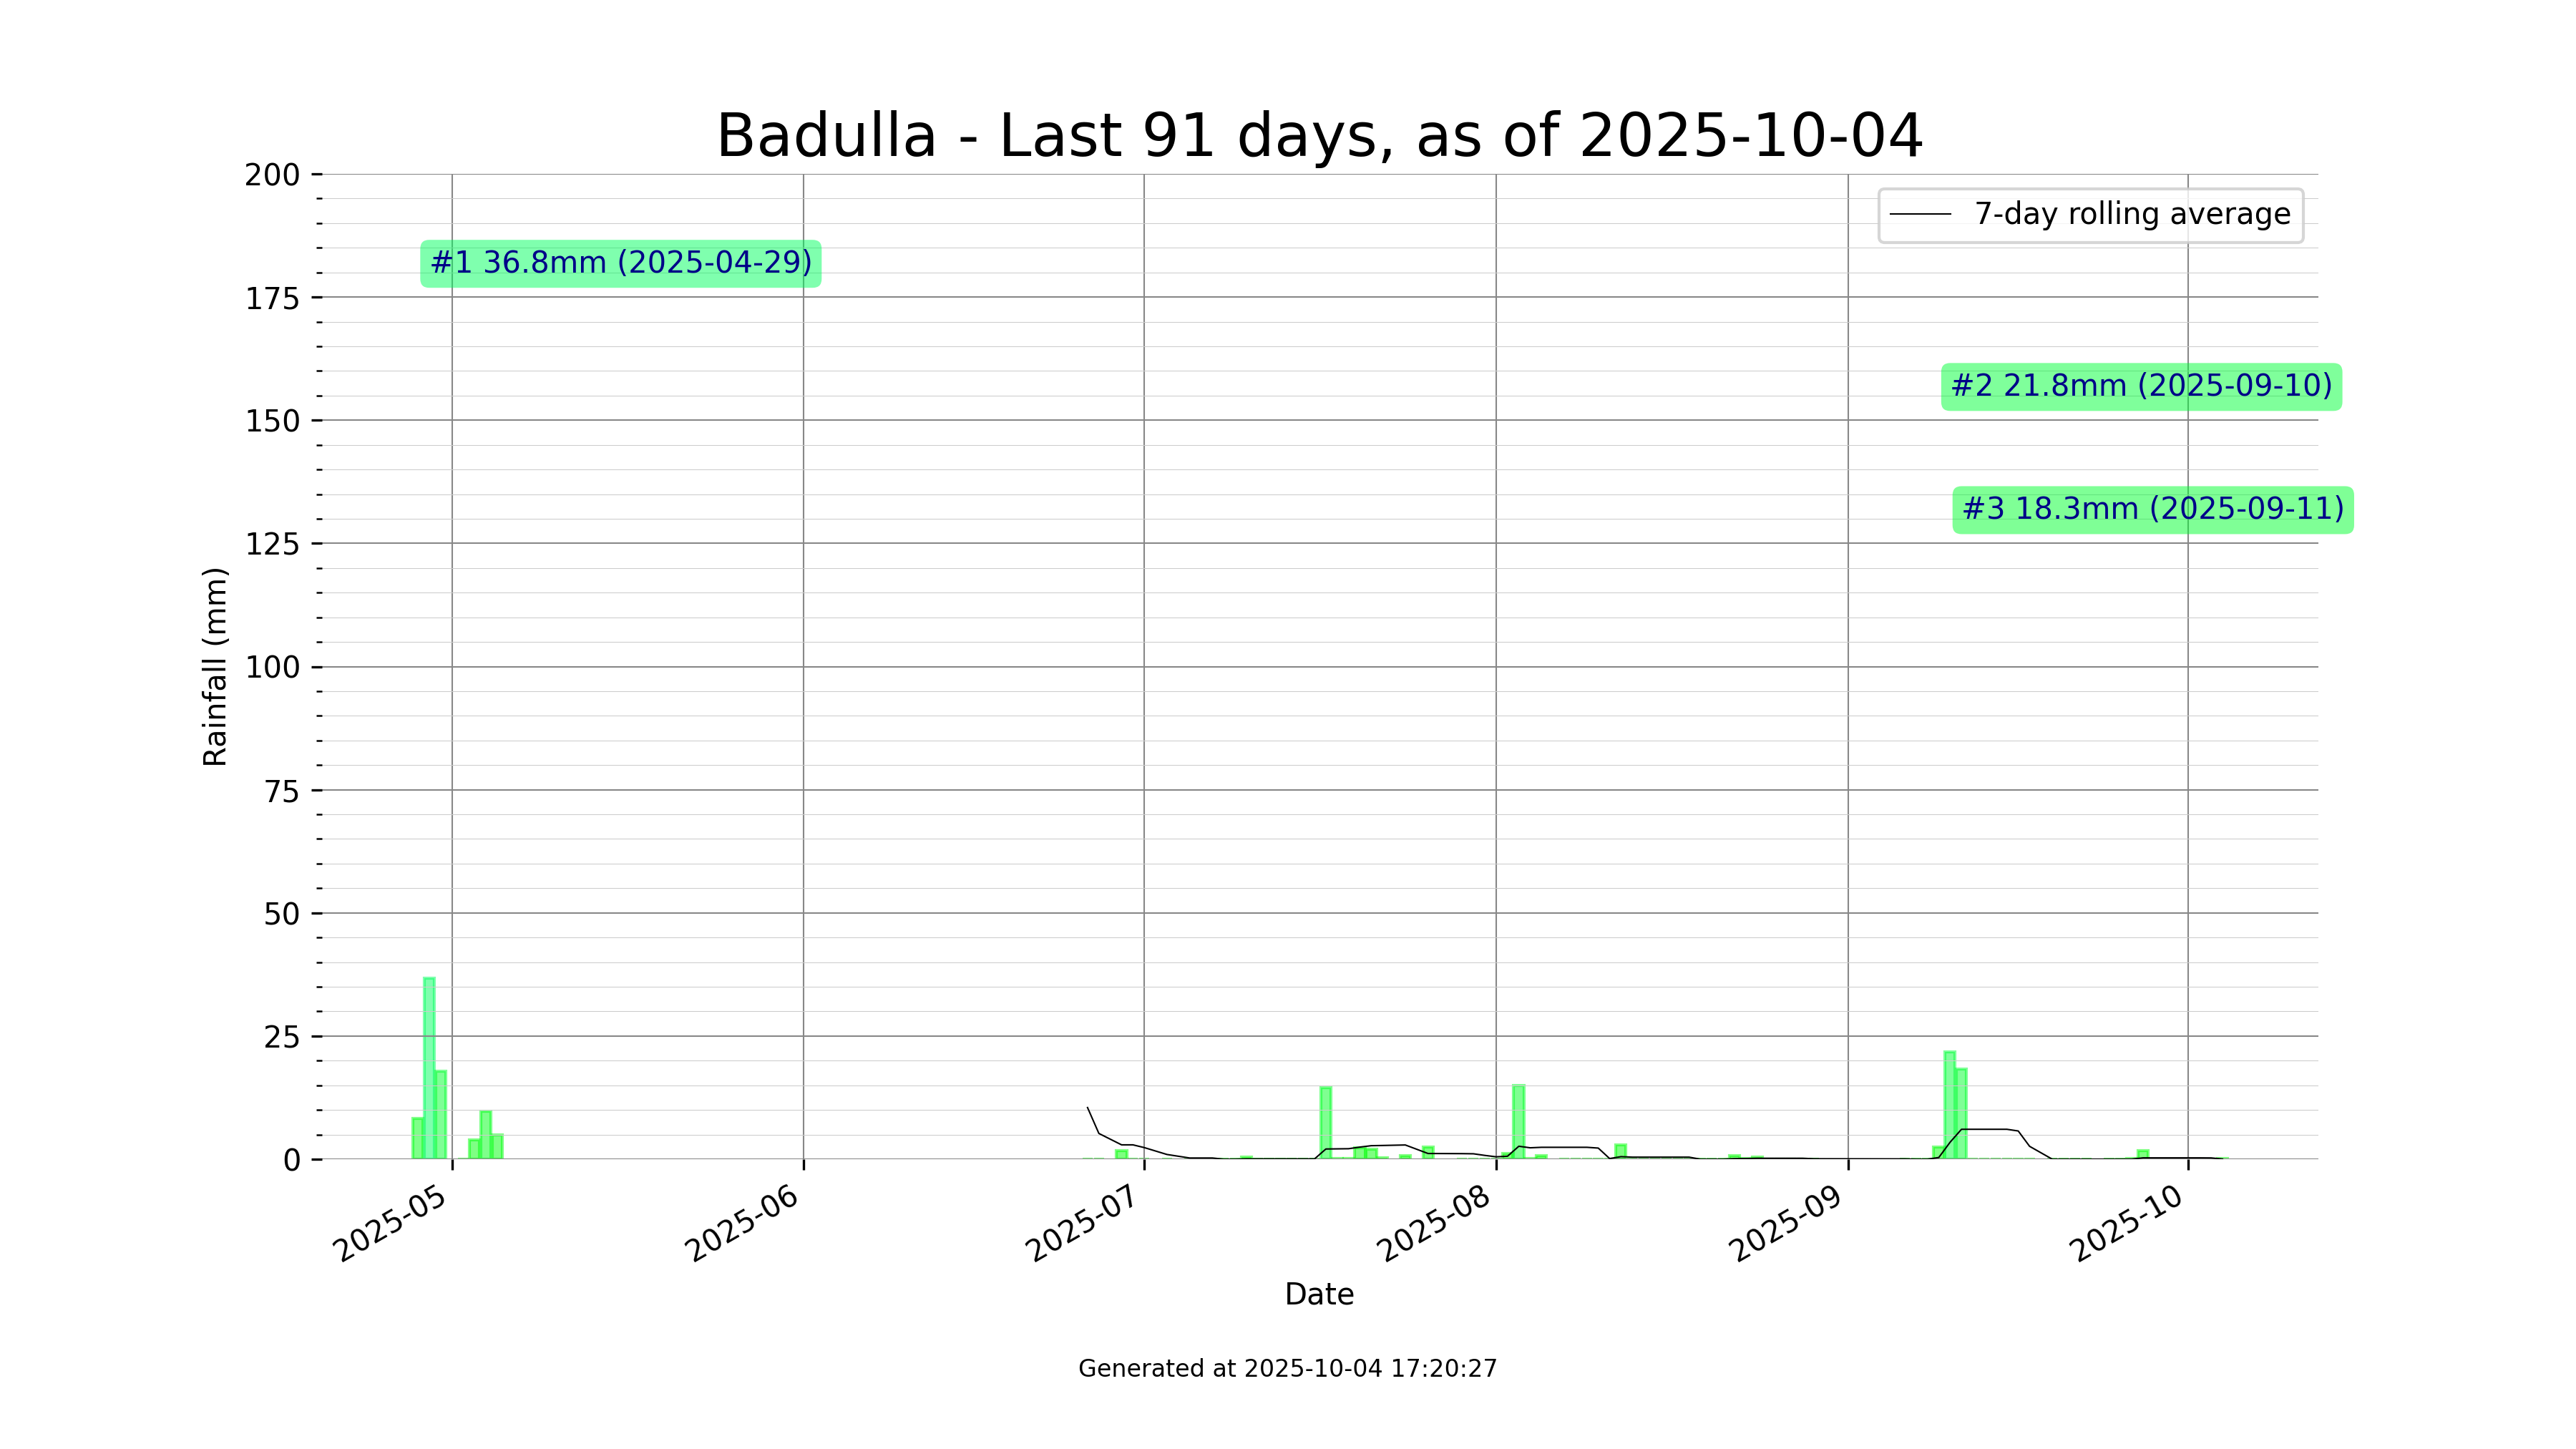 Badulla - Last 91 days, as of 2025-10-04
200
175
150
125
100
75
50
25
0
Rainfall (mm)
7-day rolling average
#1 36.8mm (2025-04-29)
#2 21.8mm (2025-09-10)
#3 18.3mm (2025-09-11)
2025-05
2025-06
2025-07
2025-08
2025-09
2025-10
Date
Generated at 2025-10-04 17:20:27